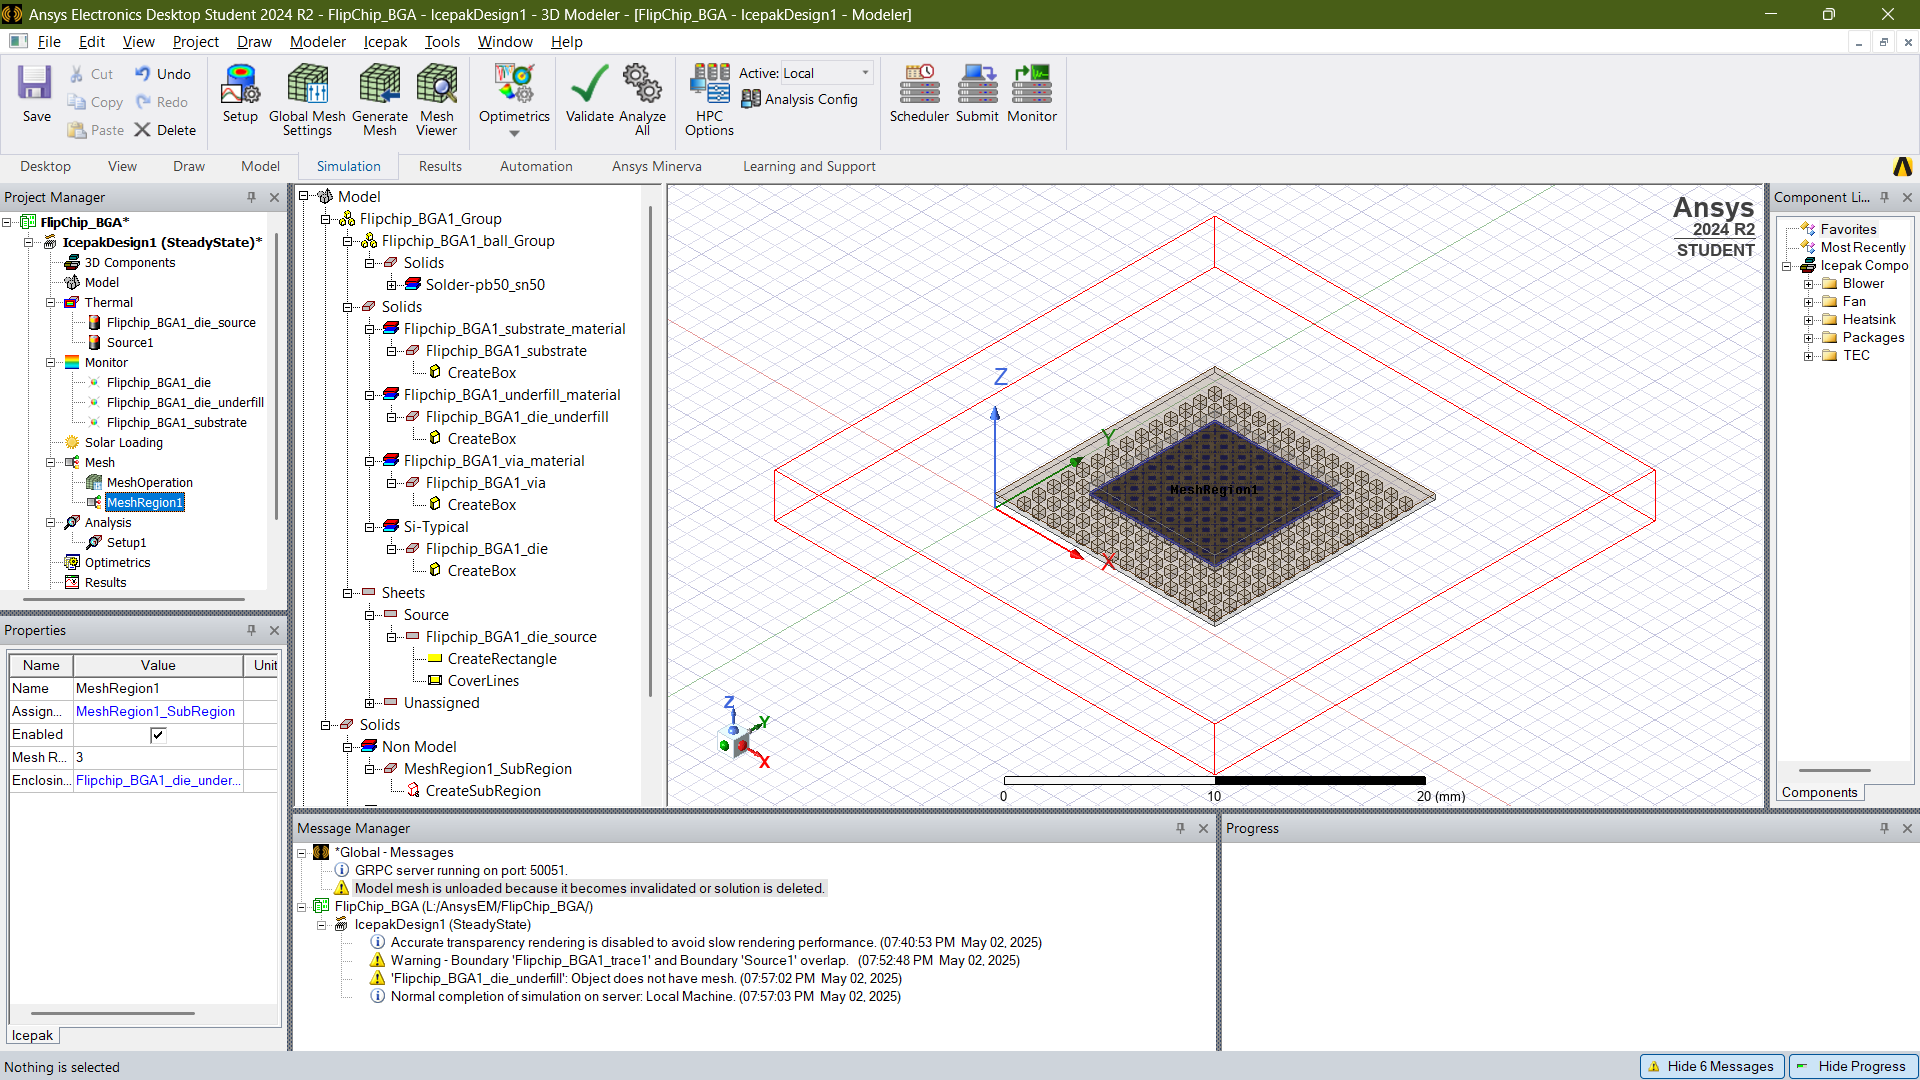 Ansys Electronics Desktop Student 2024 R2 - FlipChip_BGA - IcepakDesign1 - 3D Modeler - [FlipChip_BGA - IcepakDesign1 - Modeler]
File Edit View Project Draw Modeler Icepak Tools Window Help
Save
Cut
Copy
Paste
Undo
Redo
Delete
Setup
Global Mesh
Settings
Generate
Mesh
Mesh
Viewer
Optimetrics
Validate
Analyze
All
HPC
Options
Active: Local
Analysis Config
Scheduler
Submit
Monitor
Desktop View Draw Model Simulation Results Automation Ansys Minerva Learning and Support
Project Manager
FlipChip_BGA*
IcepakDesign1 (SteadyState)*
3D Components
Model
Thermal
Flipchip_BGA1_die_source
Source1
Monitor
Flipchip_BGA1_die
Flipchip_BGA1_die_underfill
Flipchip_BGA1_substrate
Solar Loading
Mesh
MeshOperation
MeshRegion1
Analysis
Setup1
Optimetrics
Results
Properties
Name Value Unit
Name MeshRegion1
Assign... MeshRegion1_SubRegion
Enabled
Mesh R... 3
Enclosin... Flipchip_BGA1_die_under...
Icepak
Model
Flipchip_BGA1_Group
Flipchip_BGA1_ball_Group
Solids
Solder-pb50_sn50
Solids
Flipchip_BGA1_substrate_material
Flipchip_BGA1_substrate
CreateBox
Flipchip_BGA1_underfill_material
Flipchip_BGA1_die_underfill
CreateBox
Flipchip_BGA1_via_material
Flipchip_BGA1_via
CreateBox
Si-Typical
Flipchip_BGA1_die
CreateBox
Sheets
Source
Flipchip_BGA1_die_source
CreateRectangle
CoverLines
Unassigned
Solids
Non Model
MeshRegion1_SubRegion
CreateSubRegion
Ansys
2024 R2
STUDENT
Z
Y
X
MeshRegion1
Z
Y
X
0 10 20 (mm)
Component Li...
Favorites
Most Recently
Icepak Compo
Blower
Fan
Heatsink
Packages
TEC
Components
Message Manager
*Global - Messages
GRPC server running on port: 50051.
Model mesh is unloaded because it becomes invalidated or solution is deleted.
FlipChip_BGA (L:/AnsysEM/FlipChip_BGA/)
IcepakDesign1 (SteadyState)
Accurate transparency rendering is disabled to avoid slow rendering performance. (07:40:53 PM May 02, 2025)
Warning - Boundary 'Flipchip_BGA1_trace1' and Boundary 'Source1' overlap. (07:52:48 PM May 02, 2025)
'Flipchip_BGA1_die_underfill': Object does not have mesh. (07:57:02 PM May 02, 2025)
Normal completion of simulation on server: Local Machine. (07:57:03 PM May 02, 2025)
Progress
Nothing is selected
Hide 6 Messages
Hide Progress